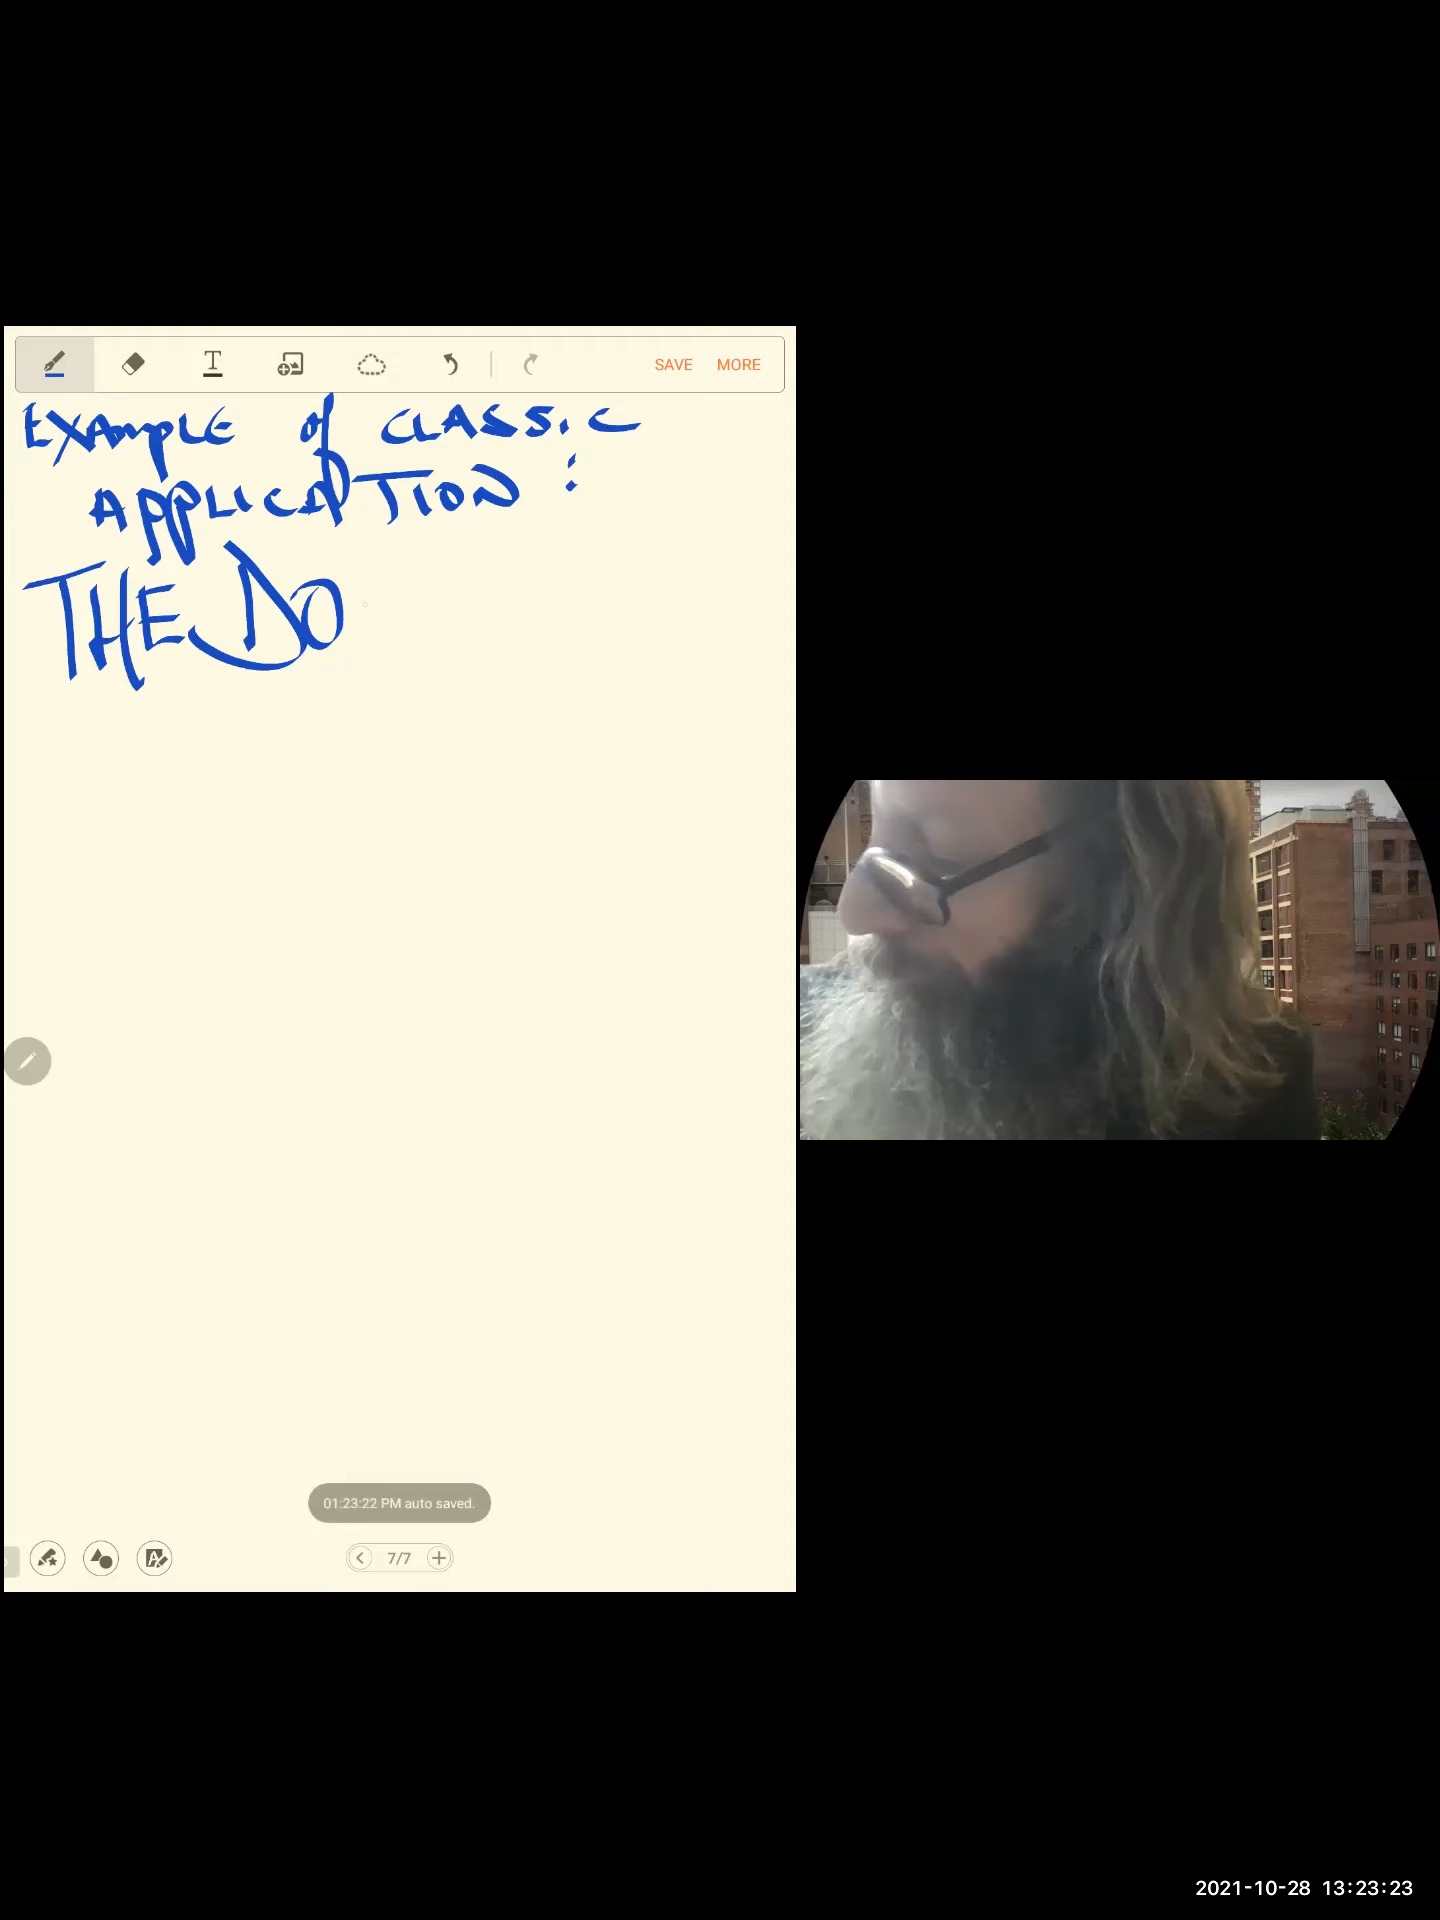 T
SAVE MORE
EXAMPLE of CLASSIC
APPLICATION :
THE DO
01:23:22 PM auto saved.
A
7/7
2021-10-28 13:23:23